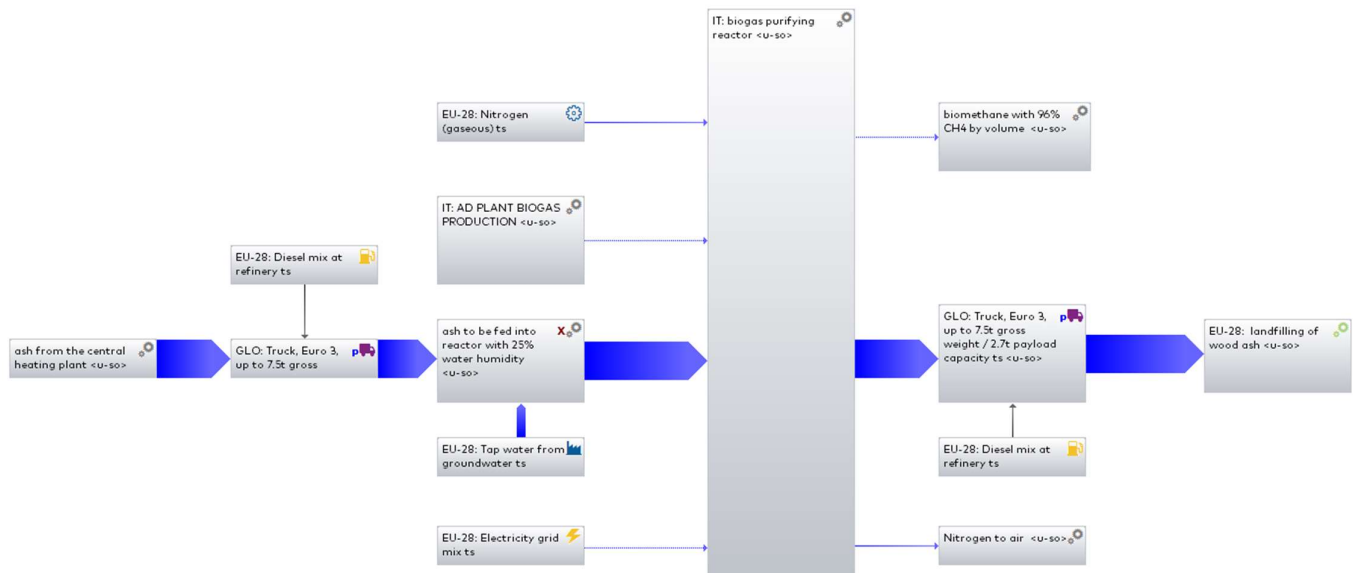 IT: biogas purifying
reactor <u-so>
EU-28: Nitrogen
(gaseous) ts
biomethane with 96%
CH4 by volume <u-so>
IT: AD PLANT BIOGAS
PRODUCTION <u-so>
EU-28: Diesel mix at
refinery ts
ash from the central
heating plant <u-so>
GLO: Truck, Euro 3,
up to 7.5t gross
p
ash to be fed into
reactor with 25%
water humidity
<u-so>
X
GLO: Truck, Euro 3,
up to 7.5t gross
weight / 2.7t payload
capacity ts <u-so>
p
EU-28: landfilling of
wood ash <u-so>
EU-28: Tap water from
groundwater ts
EU-28: Diesel mix at
refinery ts
EU-28: Electricity grid
mix ts
Nitrogen to air <u-so>